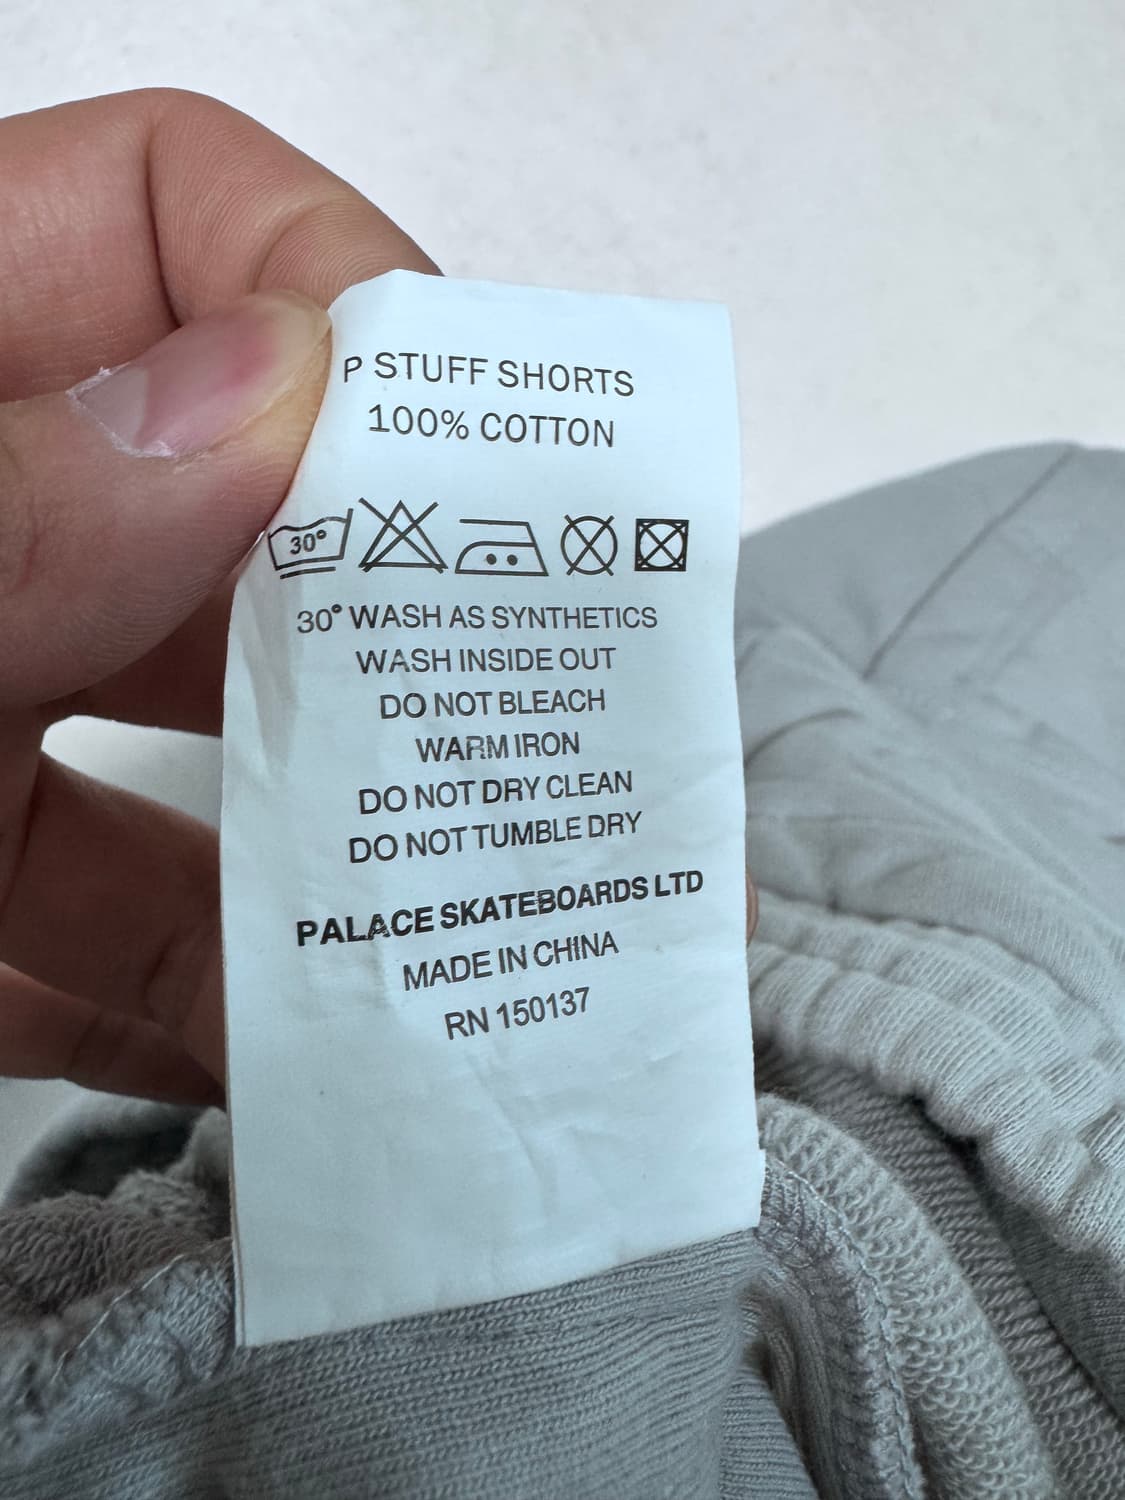 P STUFF SHORTS
100% COTTON
30°
30° WASH AS SYNTHETICS
WASH INSIDE OUT
DO NOT BLEACH
WARM IRON
DO NOT DRY CLEAN
DO NOT TUMBLE DRY
PALACE SKATEBOARDS LTD
MADE IN CHINA
RN 150137